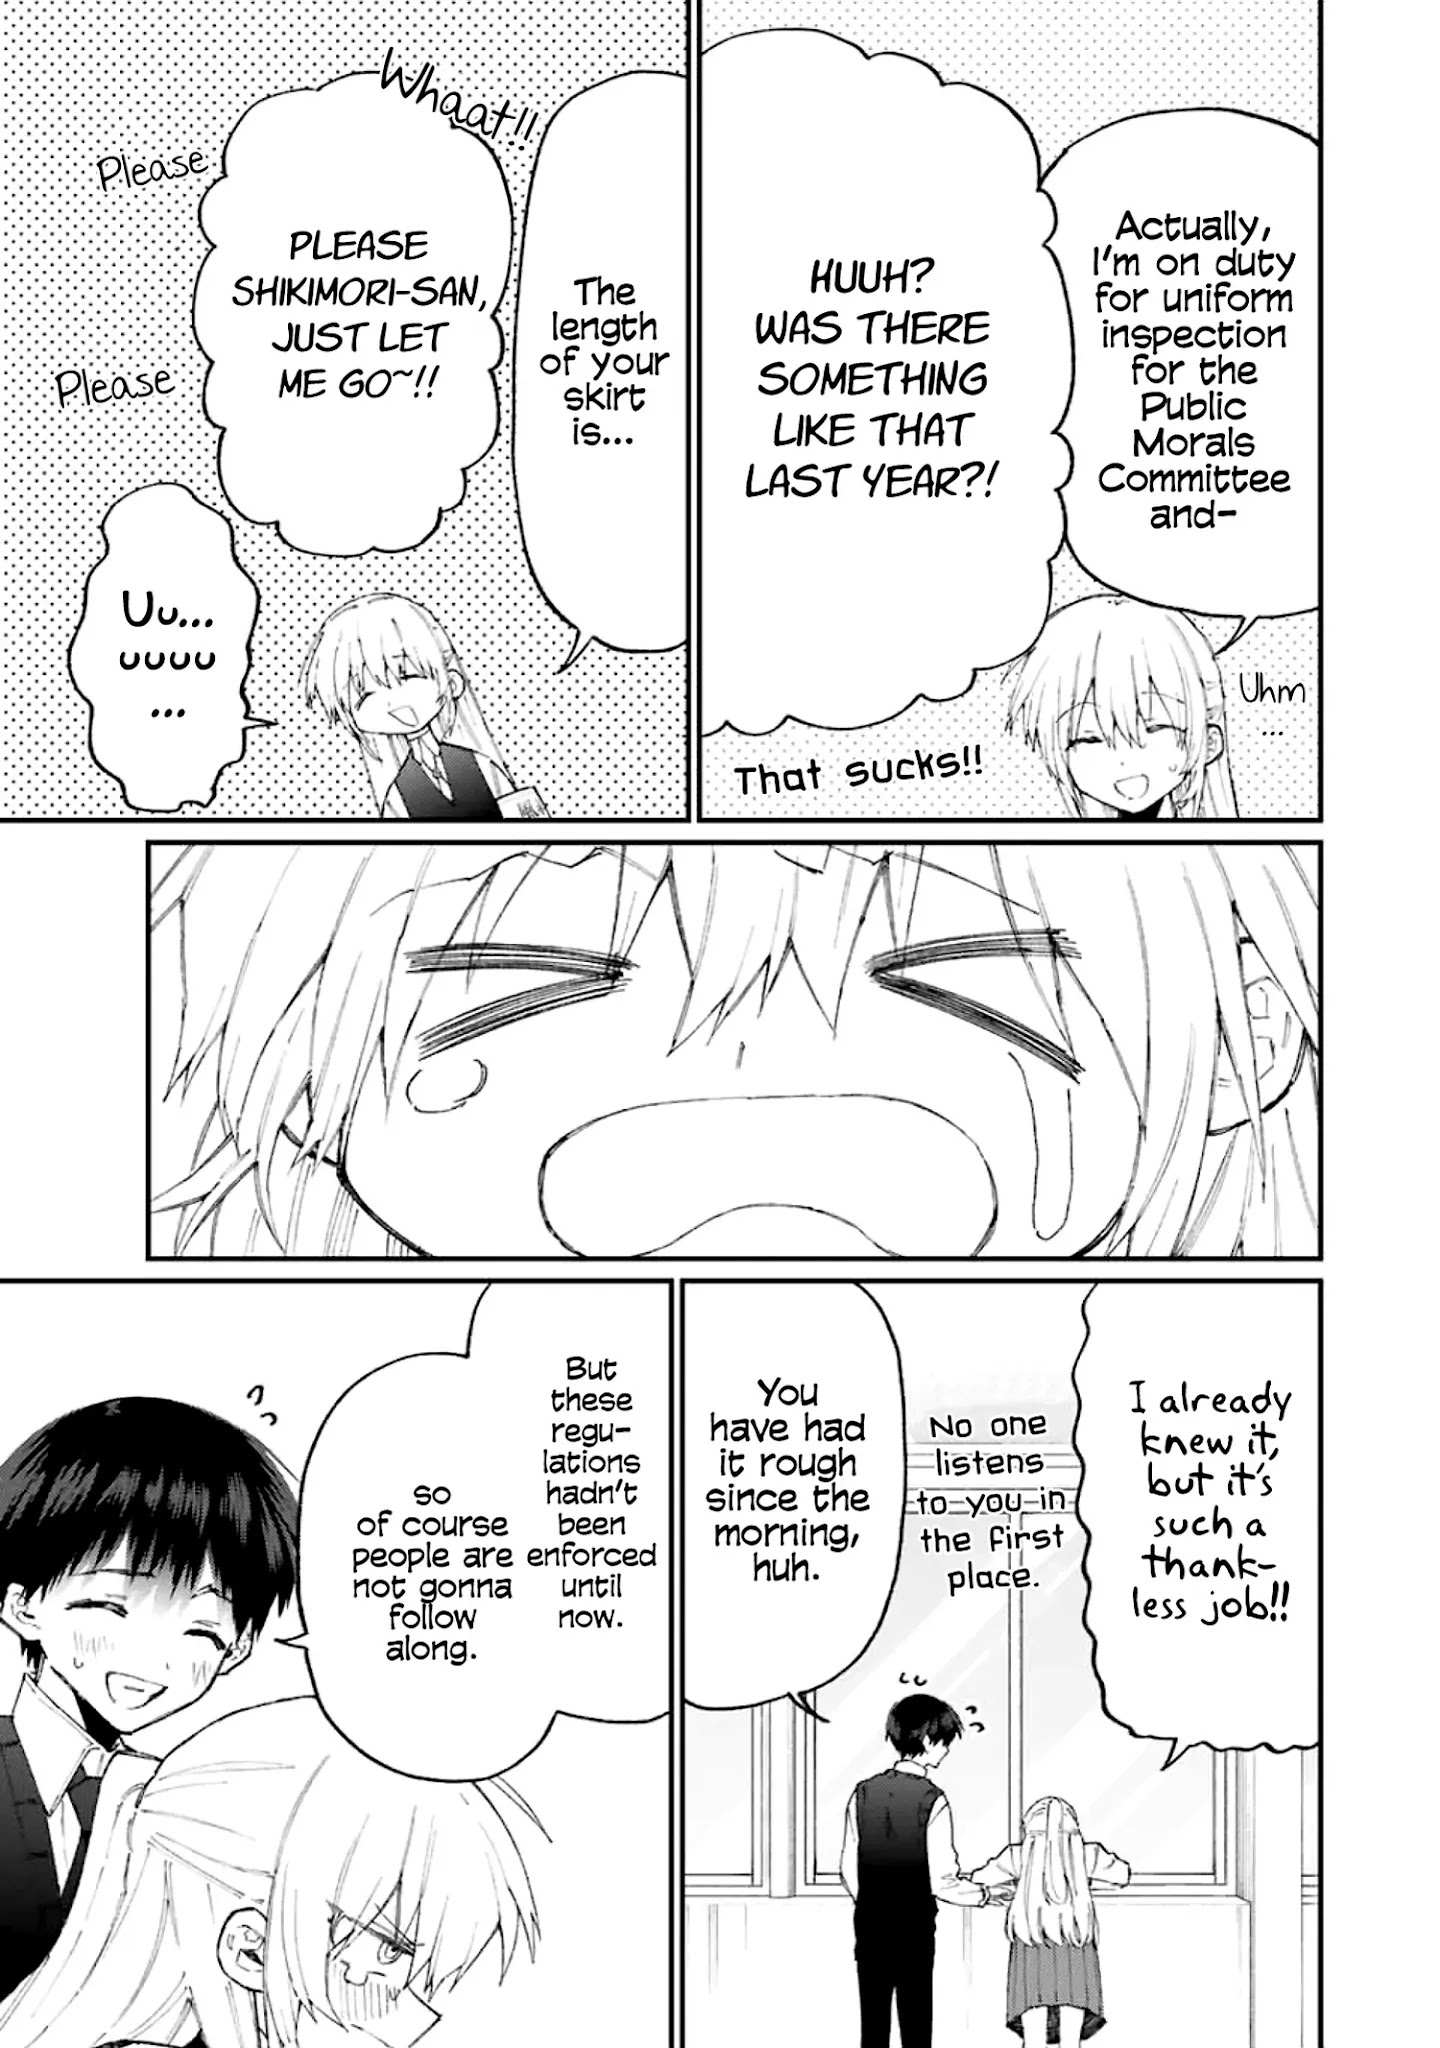 Actually,
I'm on duty
for uniform
inspection
for the
Public
Morals
Committee
and-
Uhm
...
HUUH?
WAS THERE
SOMETHING
LIKE THAT
LAST YEAR?!
That sucks!!
The
length
of your
skirt
is...
Whaat!!
PLEASE
SHIKIMORI-SAN,
JUST LET
ME GO~!!
Please
Please
Uu...
uuuu
...
I already
knew it,
but it's
such a
thank-
less job!!
No one
listens
to you in
the first
place.
You
have had
it rough
since the
morning,
huh.
But
these
regu-
lations
hadn't
been
enforced
until
now.
so
of course
people are
not gonna
follow
along.